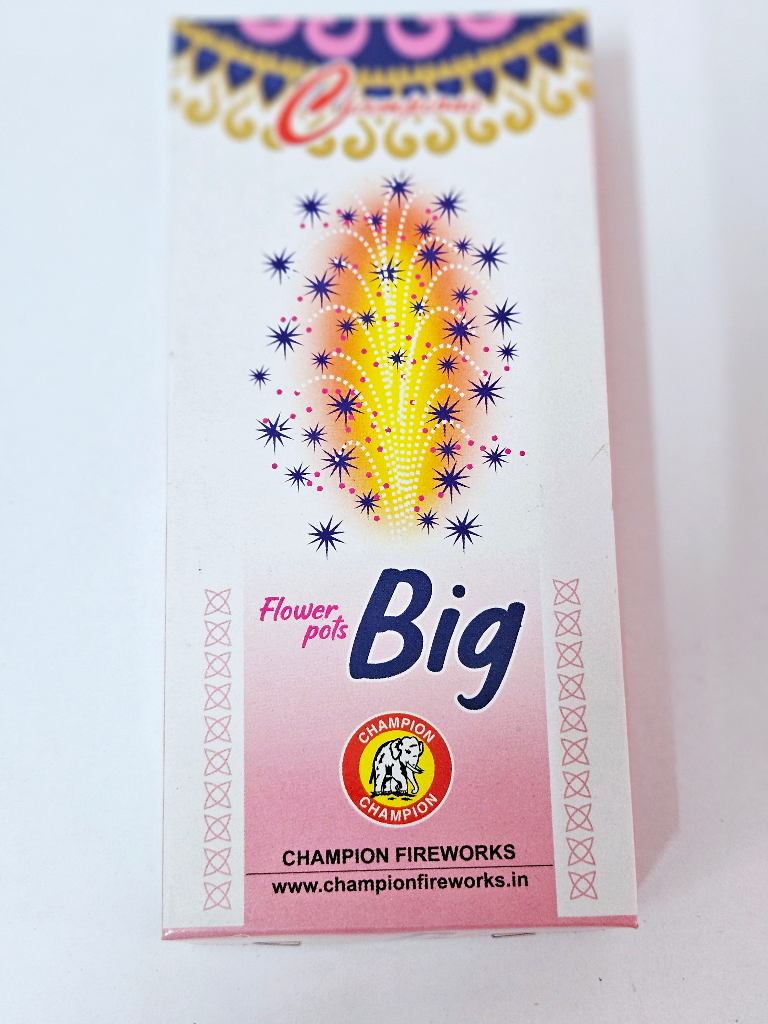 Champion
Flower
pots
Big
CHAMPION
CHAMPION
CHAMPION FIREWORKS
www.championfireworks.in